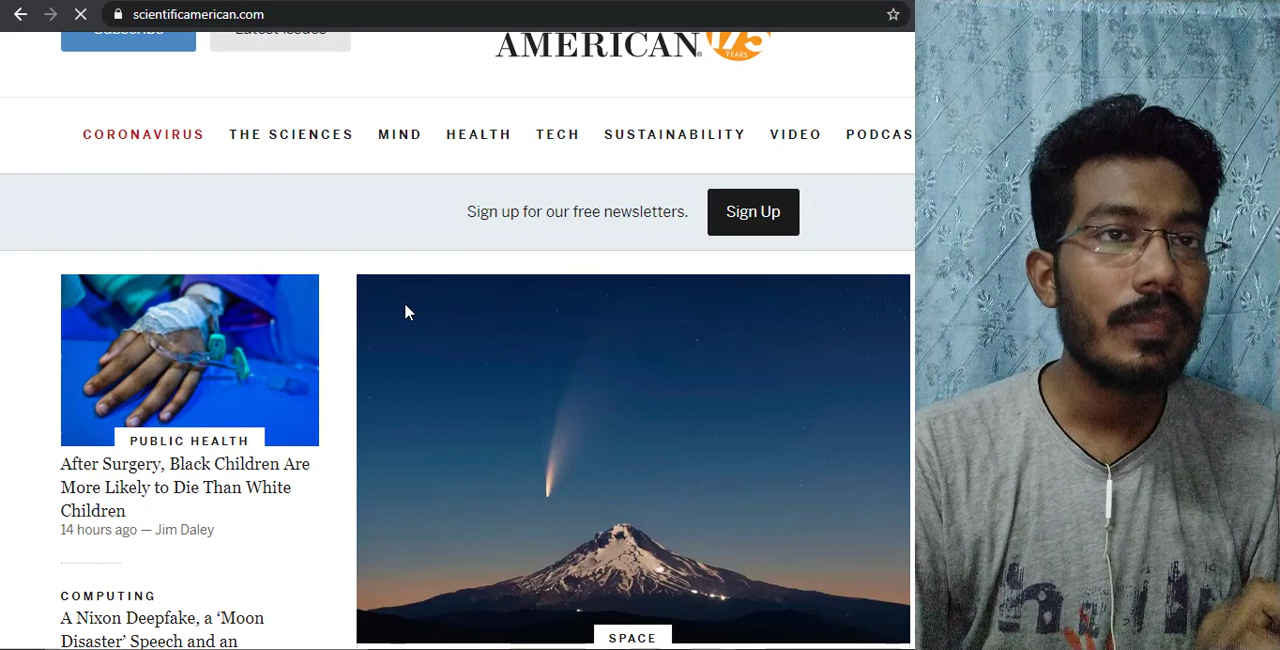 scientificamerican.com
Subscribe
Latest Issues
AMERICAN
175
YEARS
CORONAVIRUS THE SCIENCES MIND HEALTH TECH SUSTAINABILITY VIDEO PODCAS
Sign up for our free newsletters. Sign Up
PUBLIC HEALTH
After Surgery, Black Children Are
More Likely to Die Than White
Children
14 hours ago — Jim Daley
COMPUTING
A Nixon Deepfake, a ‘Moon
Disaster’ Speech and an
SPACE